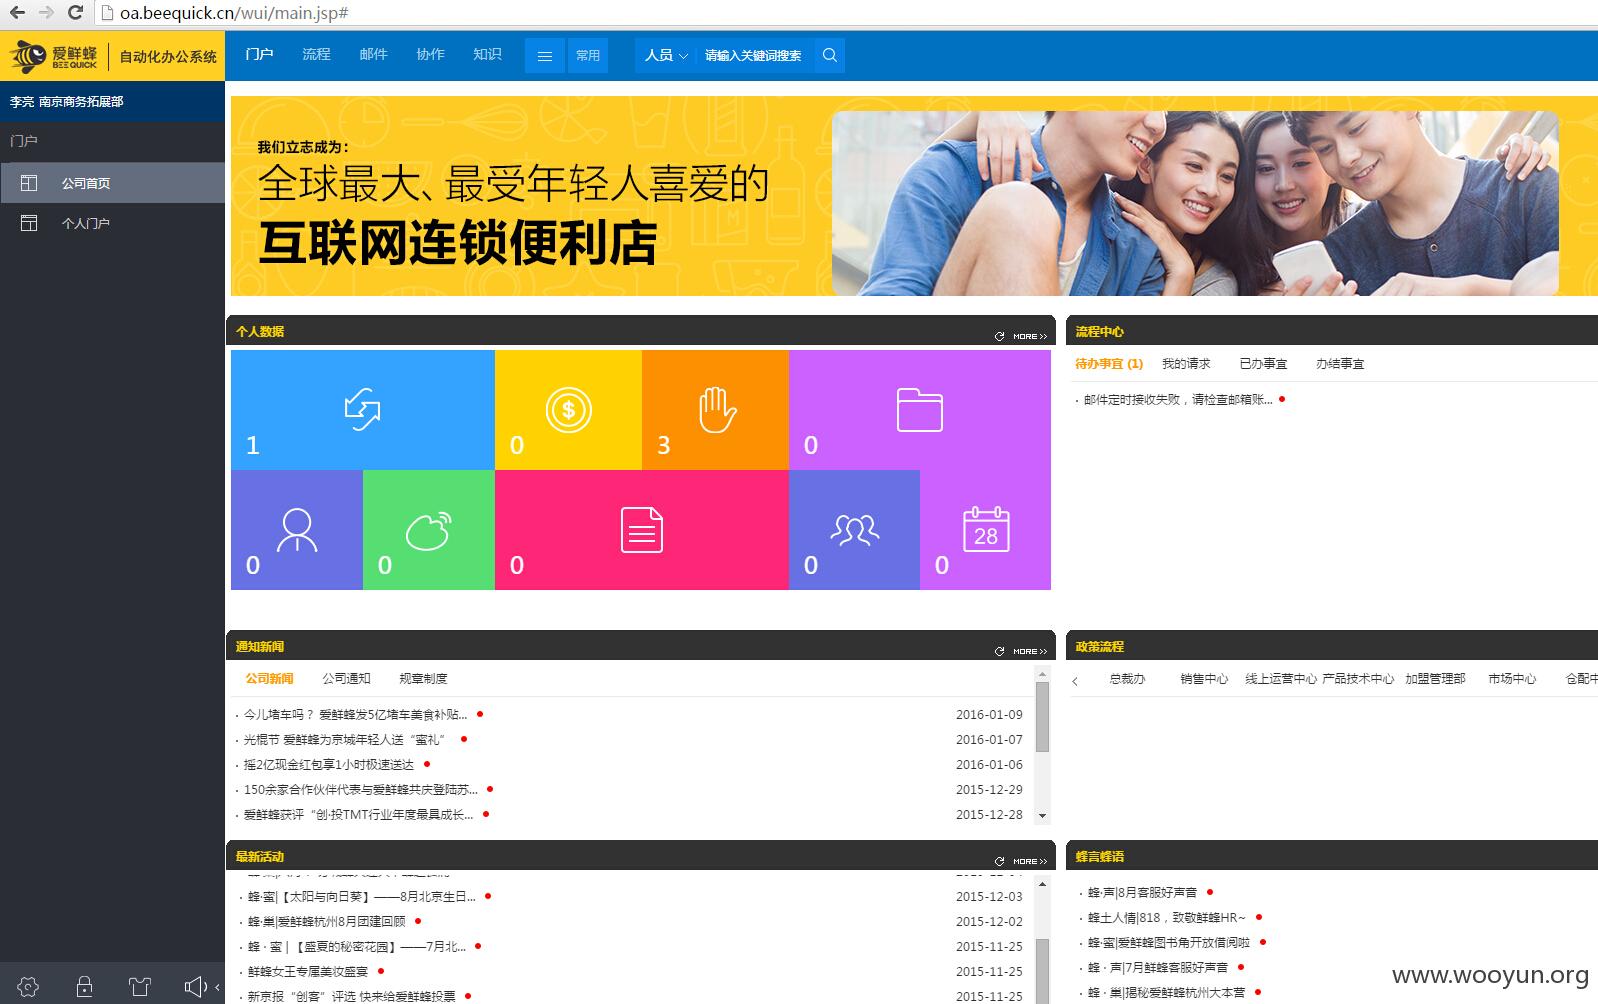 oa.beequick.cn/wui/main.jsp#
爱鲜蜂 BEE QUICK 自动化办公系统
门户 流程 邮件 协作 知识 常用 人员 请输入关键词搜索
李亮 南京商务拓展部
门户
公司首页
个人门户
我们立志成为：
全球最大、最受年轻人喜爱的
互联网连锁便利店
个人数据 MORE>>
1 0 3 0
0 0 0 0 28 0
流程中心
待办事宜 (1) 我的请求 已办事宜 办结事宜
邮件定时接收失败，请检查邮箱账...
通知新闻 MORE>>
公司新闻 公司通知 规章制度
今儿堵车吗？ 爱鲜蜂发5亿堵车美食补贴... 2016-01-09
光棍节 爱鲜蜂为京城年轻人送“蜜礼” 2016-01-07
摇2亿现金红包享1小时极速送达 2016-01-06
150余家合作伙伴代表与爱鲜蜂共庆登陆苏... 2015-12-29
爱鲜蜂获评“创·投TMT行业年度最具成长... 2015-12-28
政策流程
总裁办 销售中心 线上运营中心 产品技术中心 加盟管理部 市场中心 仓配中
最新活动 MORE>>
蜂·蜜|【太阳与向日葵】——8月北京生日... 2015-12-03
蜂·巢|爱鲜蜂杭州8月团建回顾 2015-12-02
蜂 · 蜜 | 【盛夏的秘密花园】——7月北... 2015-11-25
鲜蜂女王专属美妆盛宴 2015-11-25
新京报“创客”评选 快来给爱鲜蜂投票 2015-11-25
蜂言蜂语
蜂·声|8月客服好声音
蜂土人情|818，致敬鲜蜂HR~
蜂·蜜|爱鲜蜂图书角开放借阅啦
蜂 · 声|7月鲜蜂客服好声音
蜂 · 巢|揭秘爱鲜蜂杭州大本营
www.wooyun.org